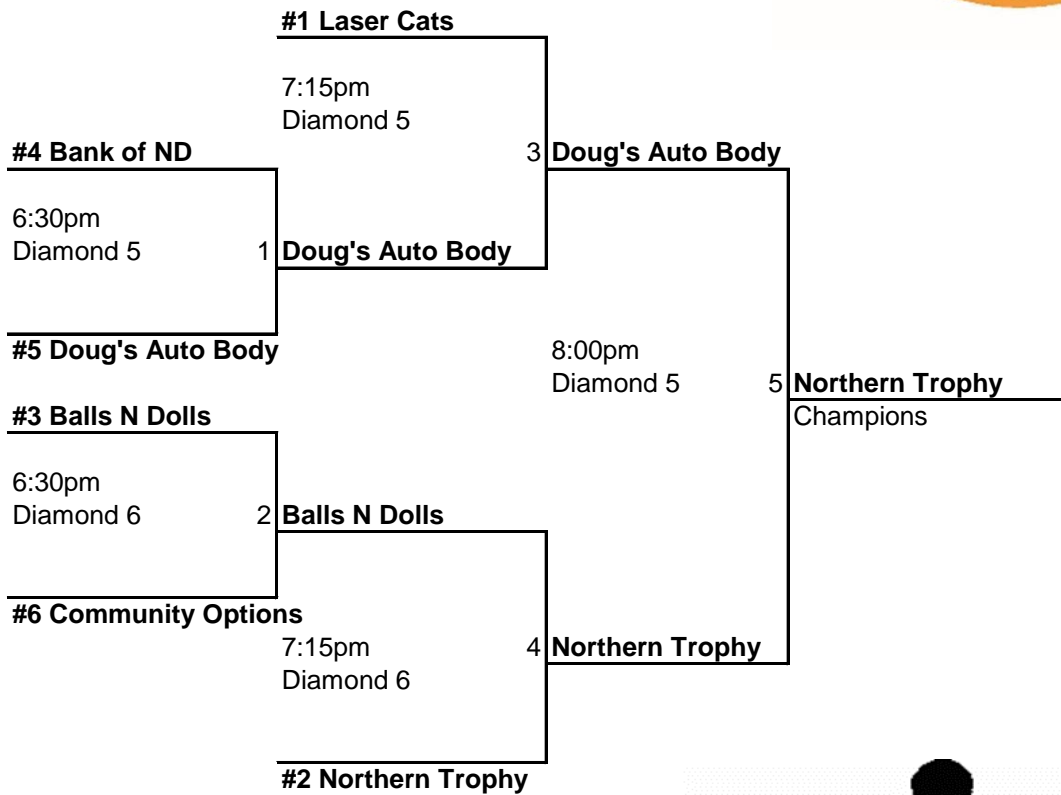 #1 Laser Cats
7:15pm
Diamond 5
#4 Bank of ND
3 Doug's Auto Body
6:30pm
Diamond 5 1 Doug's Auto Body
#5 Doug's Auto Body
8:00pm
Diamond 5 5 Northern Trophy
#3 Balls N Dolls
Champions
6:30pm
Diamond 6 2 Balls N Dolls
#6 Community Options
7:15pm
4 Northern Trophy
Diamond 6
#2 Northern Trophy